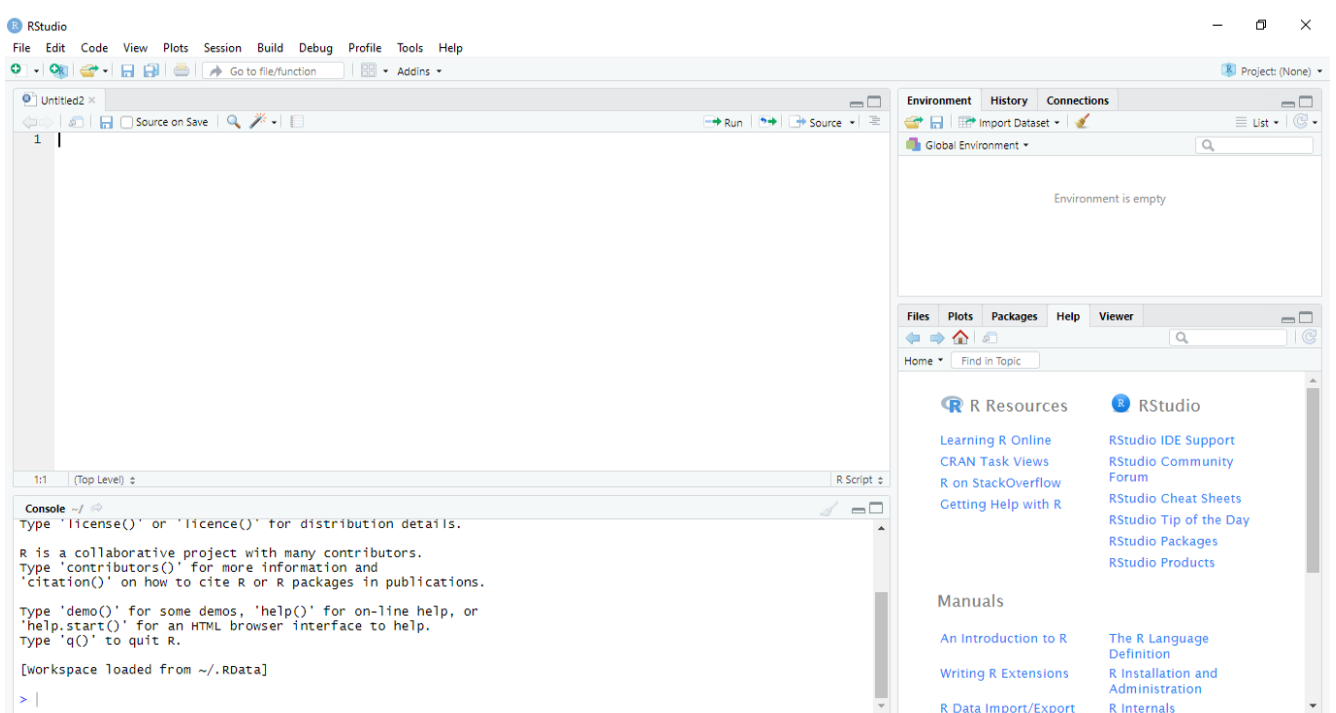 RStudio
File Edit Code View Plots Session Build Debug Profile Tools Help
Go to file/function Addins Project: (None)
Untitled2
Source on Save Run Source
1
1:1 (Top Level) R Script
Console ~/
Type 'license()' or 'licence()' for distribution details.
R is a collaborative project with many contributors.
Type 'contributors()' for more information and
'citation()' on how to cite R or R packages in publications.
Type 'demo()' for some demos, 'help()' for on-line help, or
'help.start()' for an HTML browser interface to help.
Type 'q()' to quit R.
[Workspace loaded from ~/.RData]
>
Environment History Connections
Import Dataset List
Global Environment
Environment is empty
Files Plots Packages Help Viewer
Home Find in Topic
R Resources
Learning R Online
CRAN Task Views
R on StackOverflow
Getting Help with R
RStudio
RStudio IDE Support
RStudio Community
Forum
RStudio Cheat Sheets
RStudio Tip of the Day
RStudio Packages
RStudio Products
Manuals
An Introduction to R
Writing R Extensions
R Data Import/Export
The R Language
Definition
R Installation and
Administration
R Internals